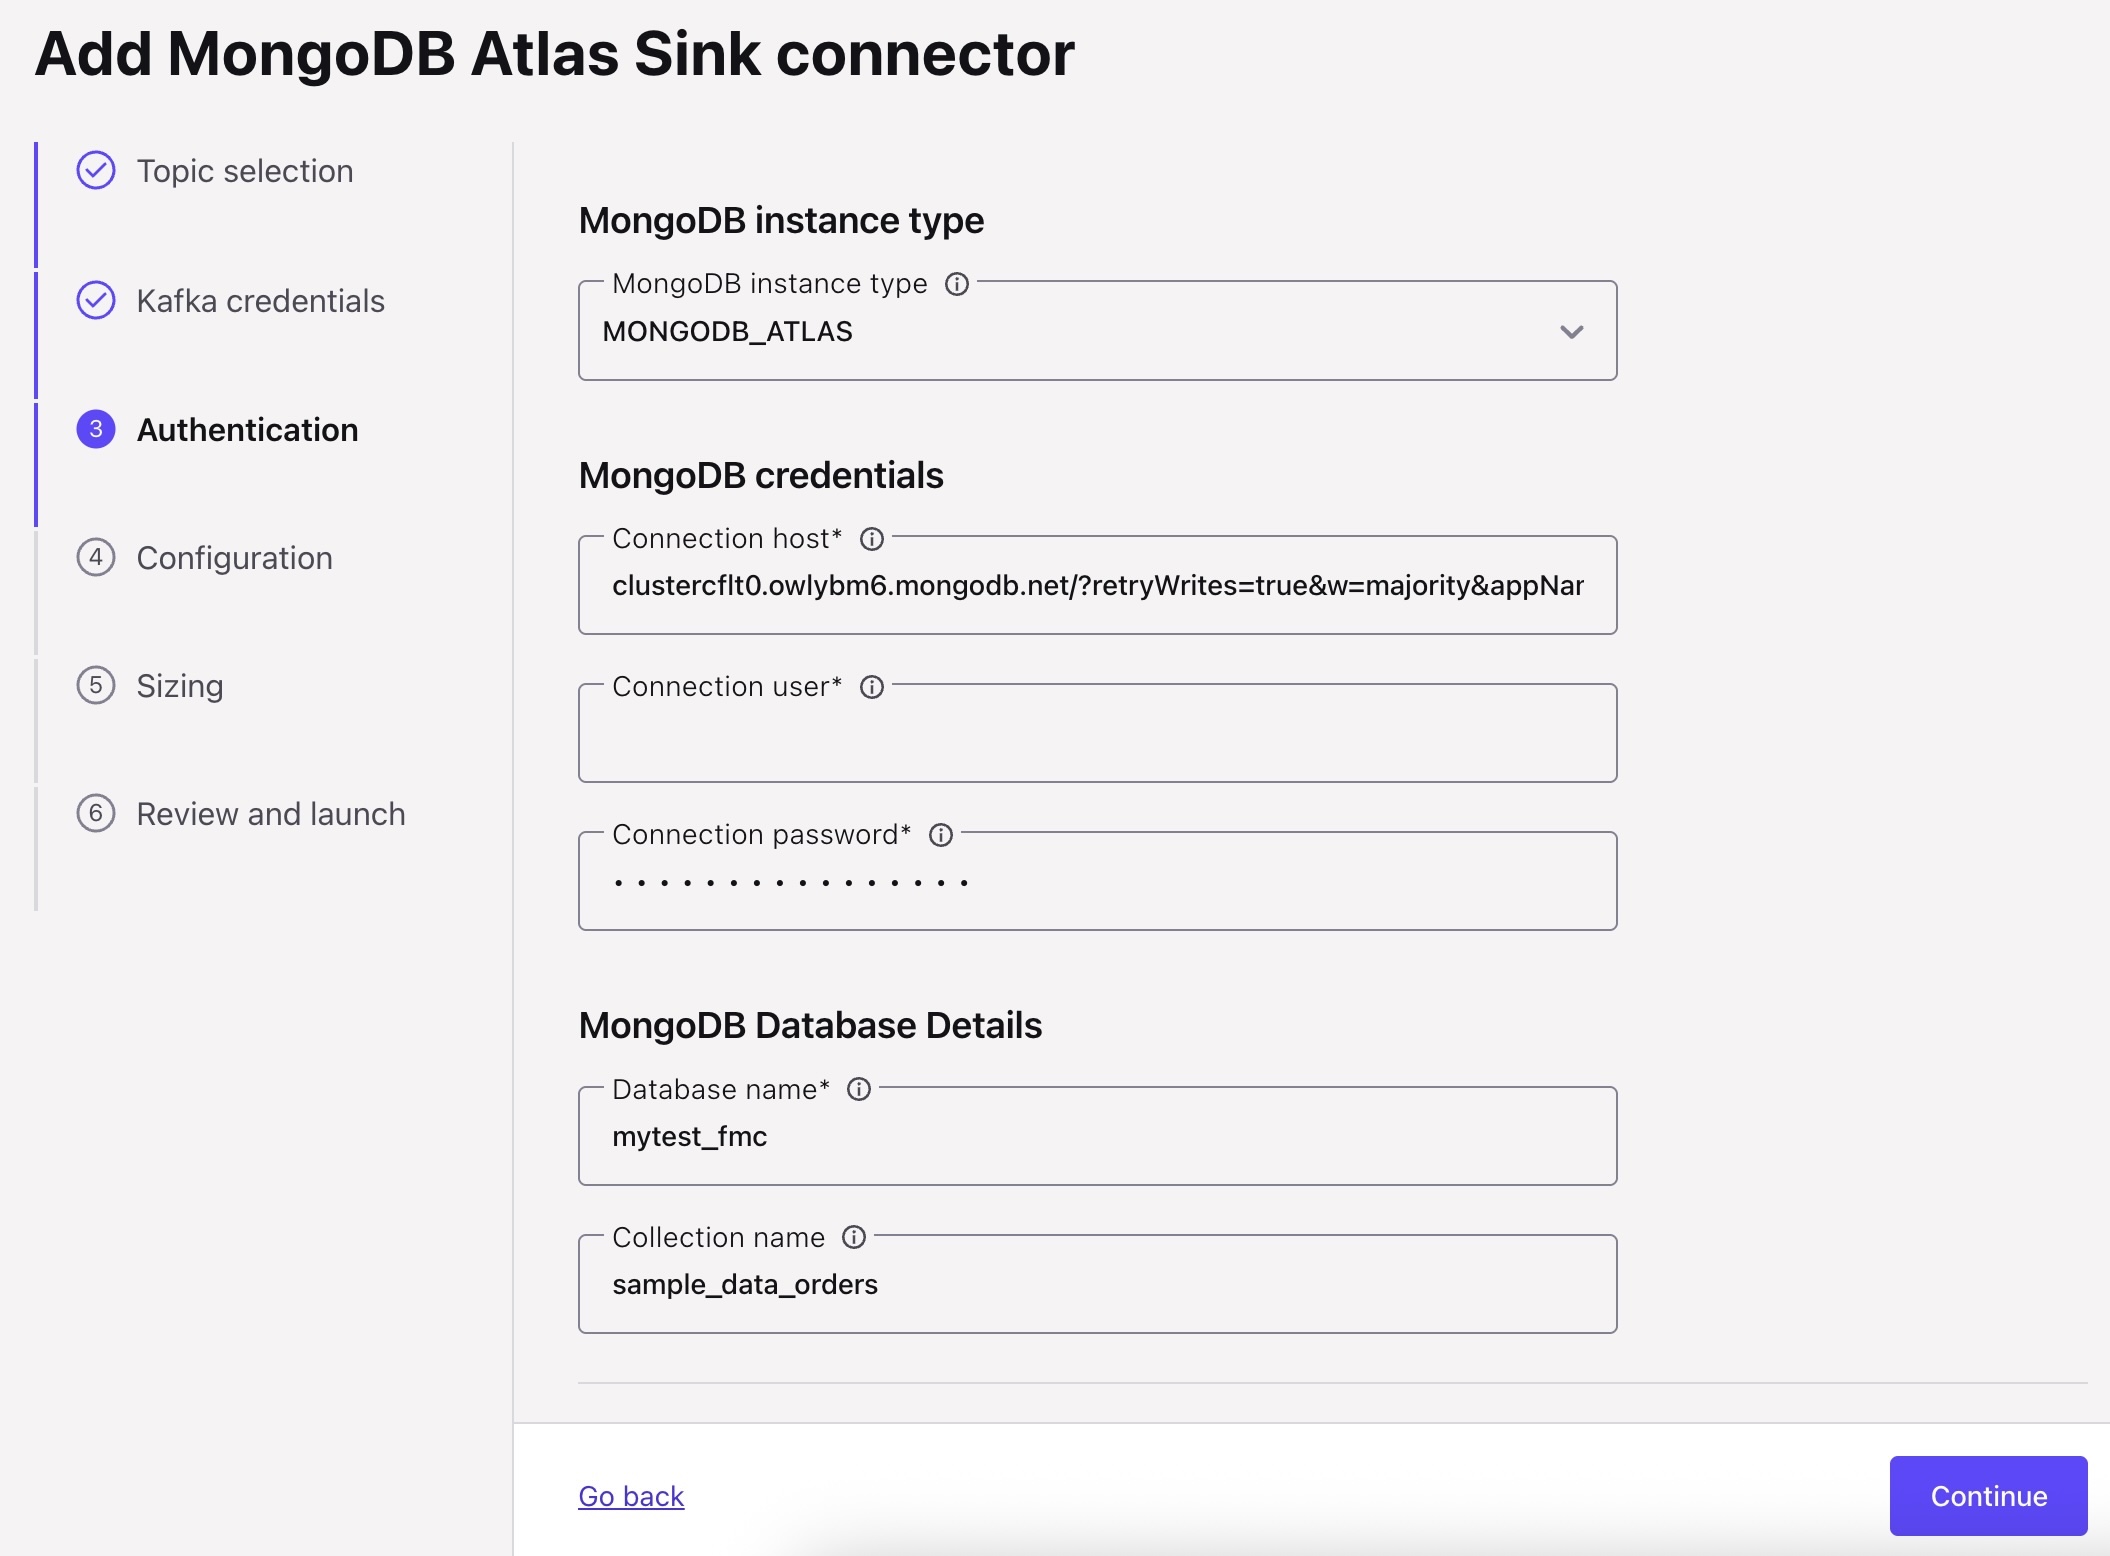 Add MongoDB Atlas Sink connector
Topic selection
Kafka credentials
3 Authentication
4 Configuration
5 Sizing
6 Review and launch
MongoDB instance type
MongoDB instance type
MONGODB_ATLAS
MongoDB credentials
Connection host*
clustercflt0.owlybm6.mongodb.net/?retryWrites=true&w=majority&appNar
Connection user*
Connection password*
• • • • • • • • • • • • • • • •
MongoDB Database Details
Database name*
mytest_fmc
Collection name
sample_data_orders
Go back
Continue